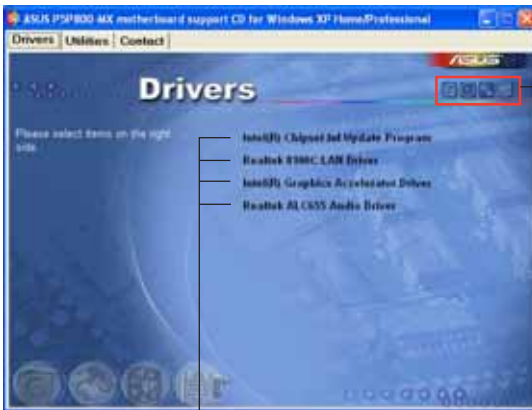 ASUS P5P800-MX motherboard support CD for Windows XP Home/Professional
Drivers Utilities Contact
ASUS
Drivers
Please select items on the right
side.
Intel(R) Chipset Inf Update Program
Realtek 8100C LAN Driver
Intel(R) Graphics Accelerator Driver
Realtek ALC655 Audio Driver